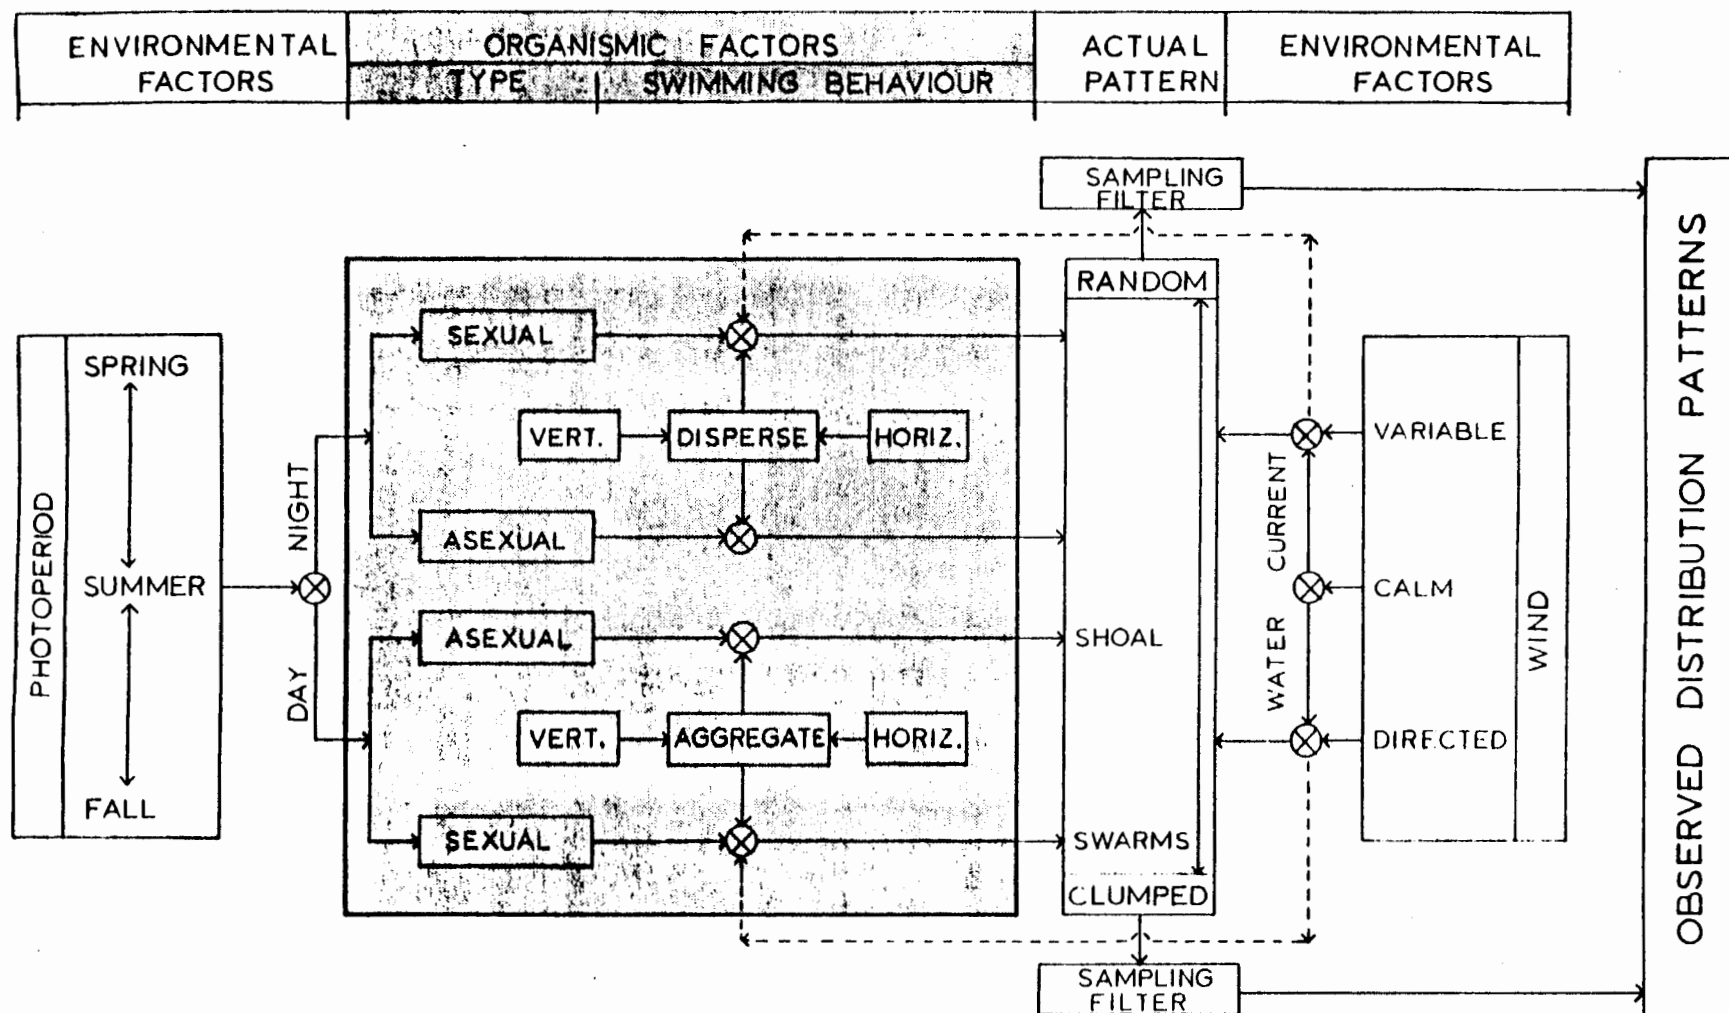 ENVIRONMENTAL
FACTORS
ORGANISMIC FACTORS
TYPE
SWIMMING BEHAVIOUR
ACTUAL
PATTERN
ENVIRONMENTAL
FACTORS
PHOTOPERIOD
SPRING
SUMMER
FALL
NIGHT
DAY
SEXUAL
VERT.
DISPERSE
HORIZ.
ASEXUAL
ASEXUAL
VERT.
AGGREGATE
HORIZ.
SEXUAL
SAMPLING
FILTER
RANDOM
SHOAL
SWARMS
CLUMPED
SAMPLING
FILTER
WATER CURRENT
VARIABLE
CALM
DIRECTED
WIND
OBSERVED DISTRIBUTION PATTERNS